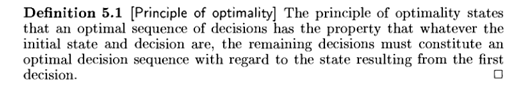 Definition 5.1 [Principle of optimality] The principle of optimality states
that an optimal sequence of decisions has the property that whatever the
initial state and decision are, the remaining decisions must constitute an
optimal decision sequence with regard to the state resulting from the first
decision. □